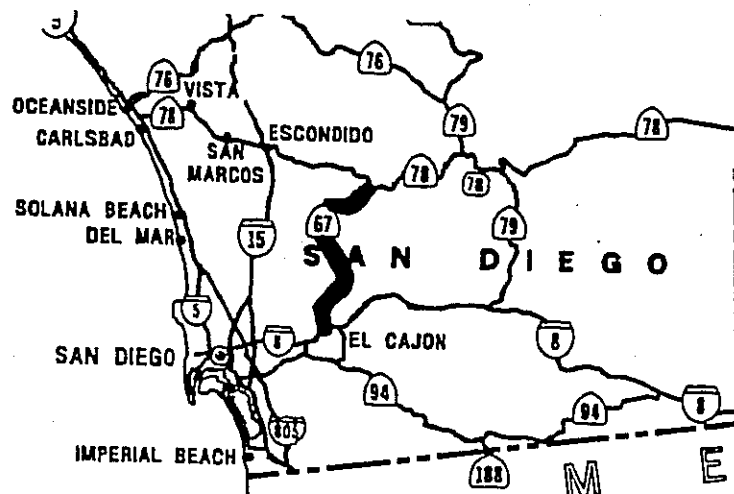 5
76
76
VISTA
OCEANSIDE
78
79
78
CARLSBAD
ESCONDIDO
SAN
MARCOS
78
78
SOLANA BEACH
67
79
DEL MAR
15
SAN DIEGO
5
SAN DIEGO
8
EL CAJON
8
94
94
8
805
IMPERIAL BEACH
188
M E